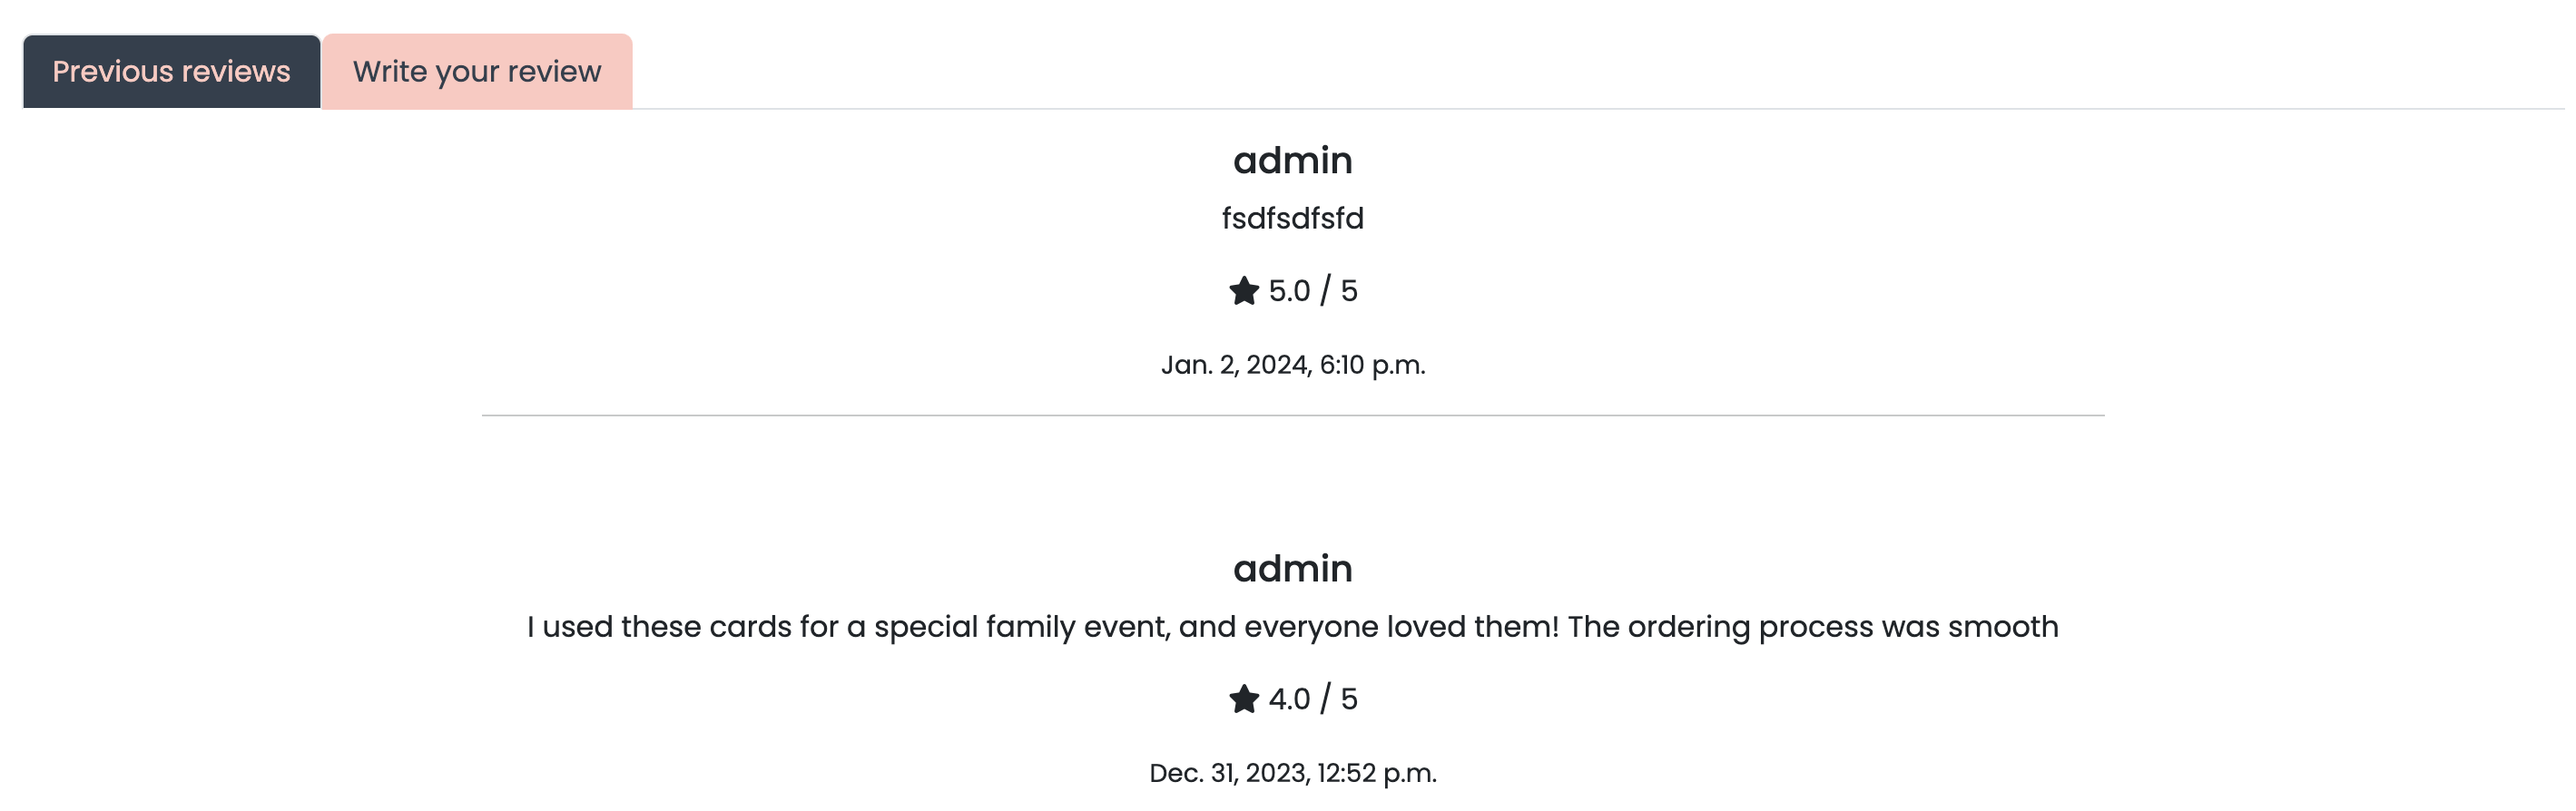 Previous reviews
Write your review
admin
fsdfsdfsfd
5.0 / 5
Jan. 2, 2024, 6:10 p.m.
admin
I used these cards for a special family event, and everyone loved them! The ordering process was smooth
4.0 / 5
Dec. 31, 2023, 12:52 p.m.